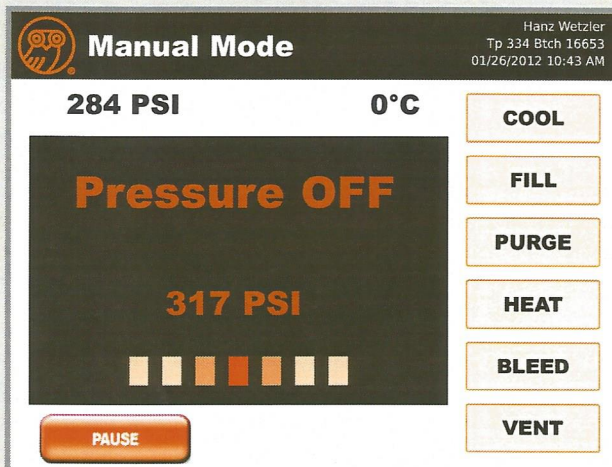 Manual Mode
Hanz Wetzler
Tp 334 Btch 16653
01/26/2012 10:43 AM
284 PSI 0°C
Pressure OFF
317 PSI
PAUSE
COOL
FILL
PURGE
HEAT
BLEED
VENT